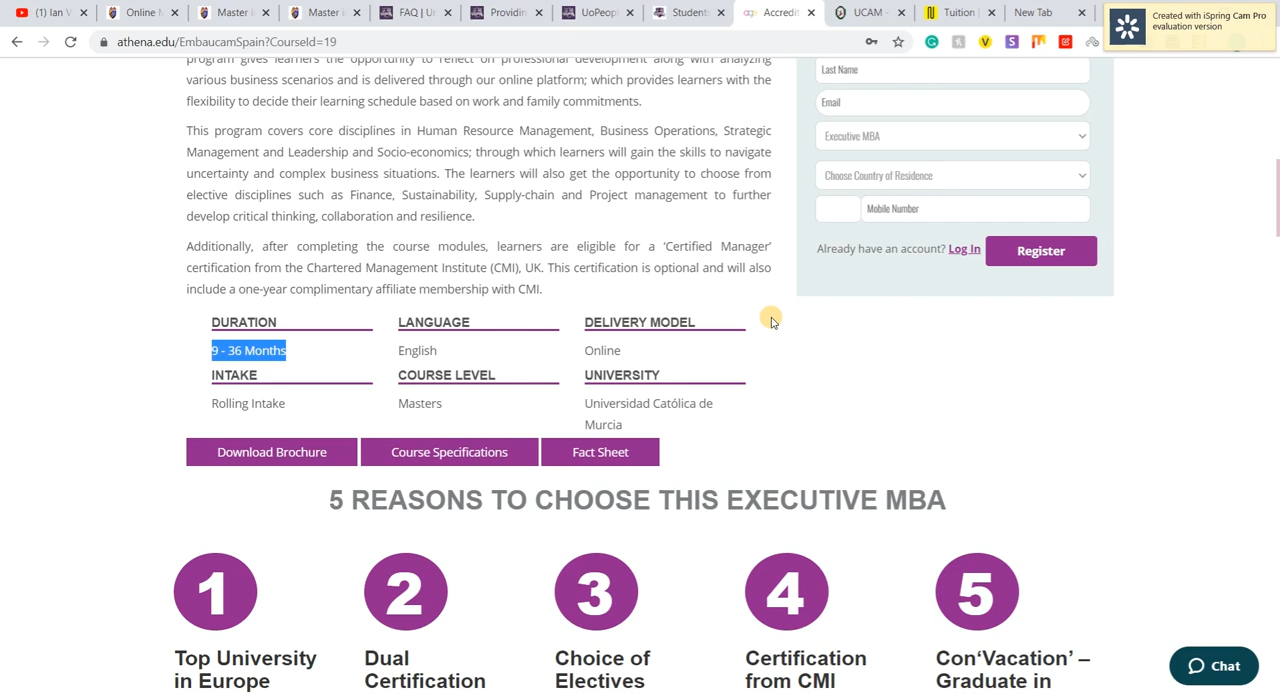 (1) Ian V
Online M
Master i
Master i
FAQ | U
Providin
UoPeopl
Student
Accredit
UCAM -
Tuition
New Tab
Created with iSpring Cam Pro
evaluation version
athena.edu/EmbaucamSpain?CourseId=19
program gives learners the opportunity to reflect on professional development along with analyzing
various business scenarios and is delivered through our online platform; which provides learners with the
flexibility to decide their learning schedule based on work and family commitments.
This program covers core disciplines in Human Resource Management, Business Operations, Strategic
Management and Leadership and Socio-economics; through which learners will gain the skills to navigate
uncertainty and complex business situations. The learners will also get the opportunity to choose from
elective disciplines such as Finance, Sustainability, Supply-chain and Project management to further
develop critical thinking, collaboration and resilience.
Additionally, after completing the course modules, learners are eligible for a ‘Certified Manager’
certification from the Chartered Management Institute (CMI), UK. This certification is optional and will also
include a one-year complimentary affiliate membership with CMI.
Last Name
Email
Executive MBA
Choose Country of Residence
Mobile Number
Already have an account? Log In
Register
DURATION
9 - 36 Months
LANGUAGE
English
DELIVERY MODEL
Online
INTAKE
Rolling Intake
COURSE LEVEL
Masters
UNIVERSITY
Universidad Católica de
Murcia
Download Brochure
Course Specifications
Fact Sheet
5 REASONS TO CHOOSE THIS EXECUTIVE MBA
1
Top University
in Europe
2
Dual
Certification
3
Choice of
Electives
4
Certification
from CMI
5
Con‘Vacation’ –
Graduate in
Chat